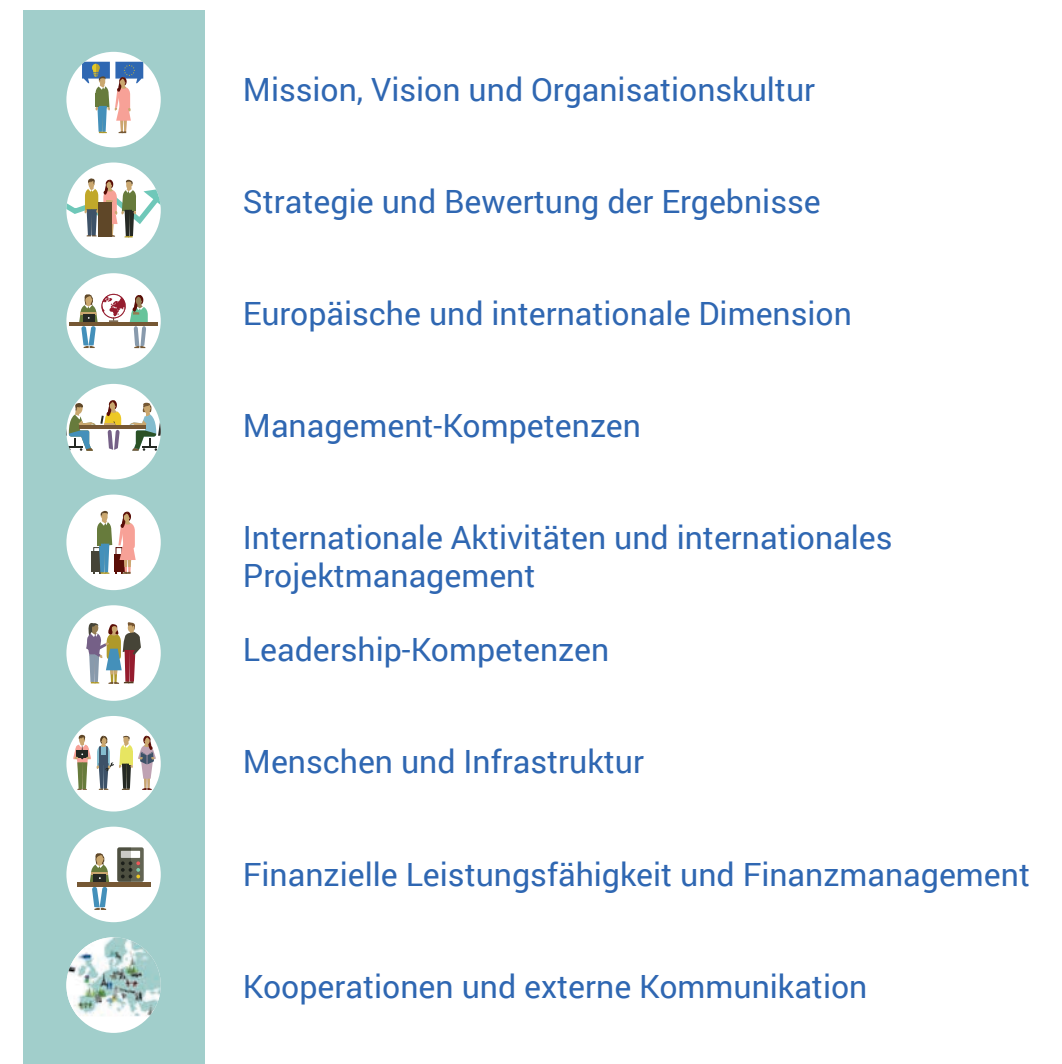 Mission, Vision und Organisationskultur
Strategie und Bewertung der Ergebnisse
Europäische und internationale Dimension
Management-Kompetenzen
Internationale Aktivitäten und internationales
Projektmanagement
Leadership-Kompetenzen
Menschen und Infrastruktur
Finanzielle Leistungsfähigkeit und Finanzmanagement
Kooperationen und externe Kommunikation